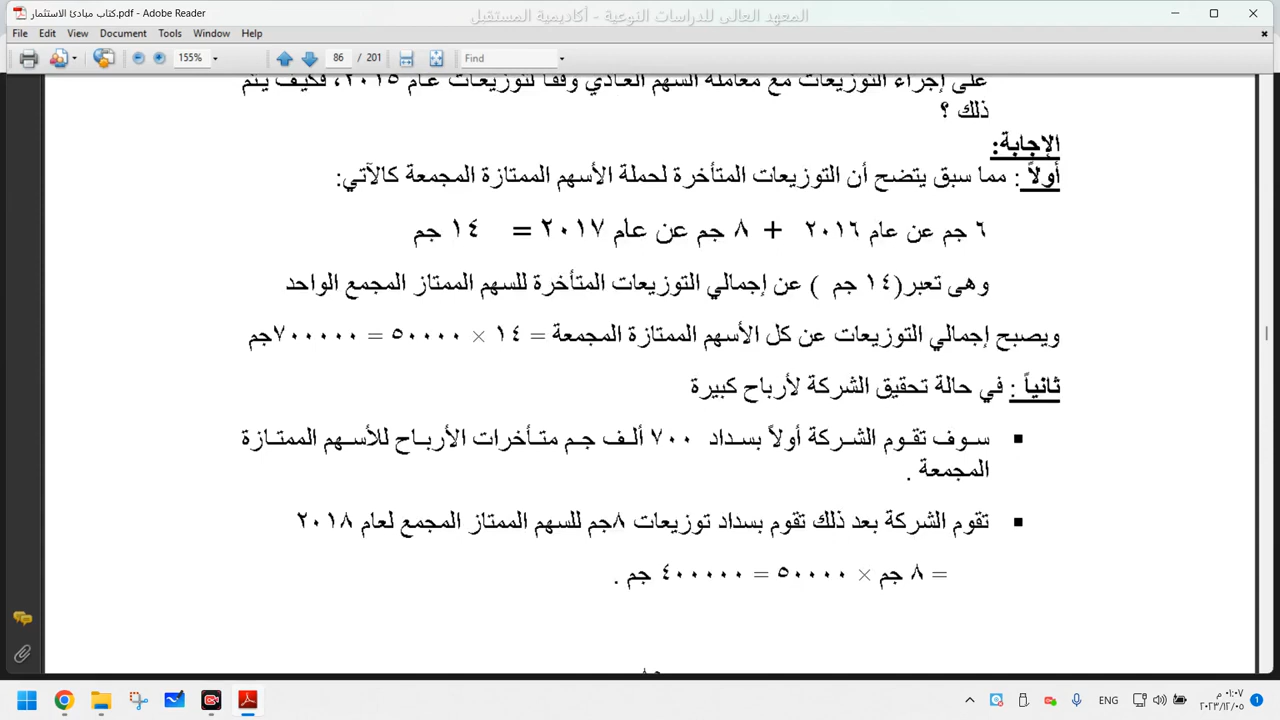 كتاب مبادئ الاستثمار.pdf - Adobe Reader
المعهد العالى للدراسات النوعية - أكاديمية المستقبل
File Edit View Document Tools Window Help
155% 86 / 201 Find
على إجراء التوزيعات مع معاملة السهم العادي وفقا لتوزيعات عام ٢٠١٥، فكيف يتم
ذلك ؟
الإجابة:
أولاً : مما سبق يتضح أن التوزيعات المتأخرة لحملة الأسهم الممتازة المجمعة كالآتي:
٦ جم عن عام ٢٠١٦ + ٨ جم عن عام ٢٠١٧ = ١٤ جم
وهى تعبر(١٤ جم ) عن إجمالي التوزيعات المتأخرة للسهم الممتاز المجمع الواحد
ويصبح إجمالي التوزيعات عن كل الأسهم الممتازة المجمعة = ١٤ × ٥٠٠٠٠ = ٧٠٠٠٠٠جم
ثانياً : في حالة تحقيق الشركة لأرباح كبيرة
▪ سوف تقوم الشركة أولاً بسداد ٧٠٠ ألف جم متأخرات الأرباح للأسهم الممتازة
المجمعة .
▪ تقوم الشركة بعد ذلك تقوم بسداد توزيعات ٨جم للسهم الممتاز المجمع لعام ٢٠١٨
= ٨ جم × ٥٠٠٠٠ = ٤٠٠٠٠٠ جم .
ENG ٠١:٠٧ م
٢٠٢٣/١٢/٠٥ 1